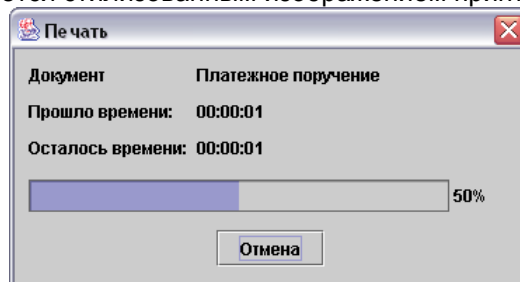 Печать
Документ Платежное поручение
Прошло времени: 00:00:01
Осталось времени: 00:00:01
50%
Отмена